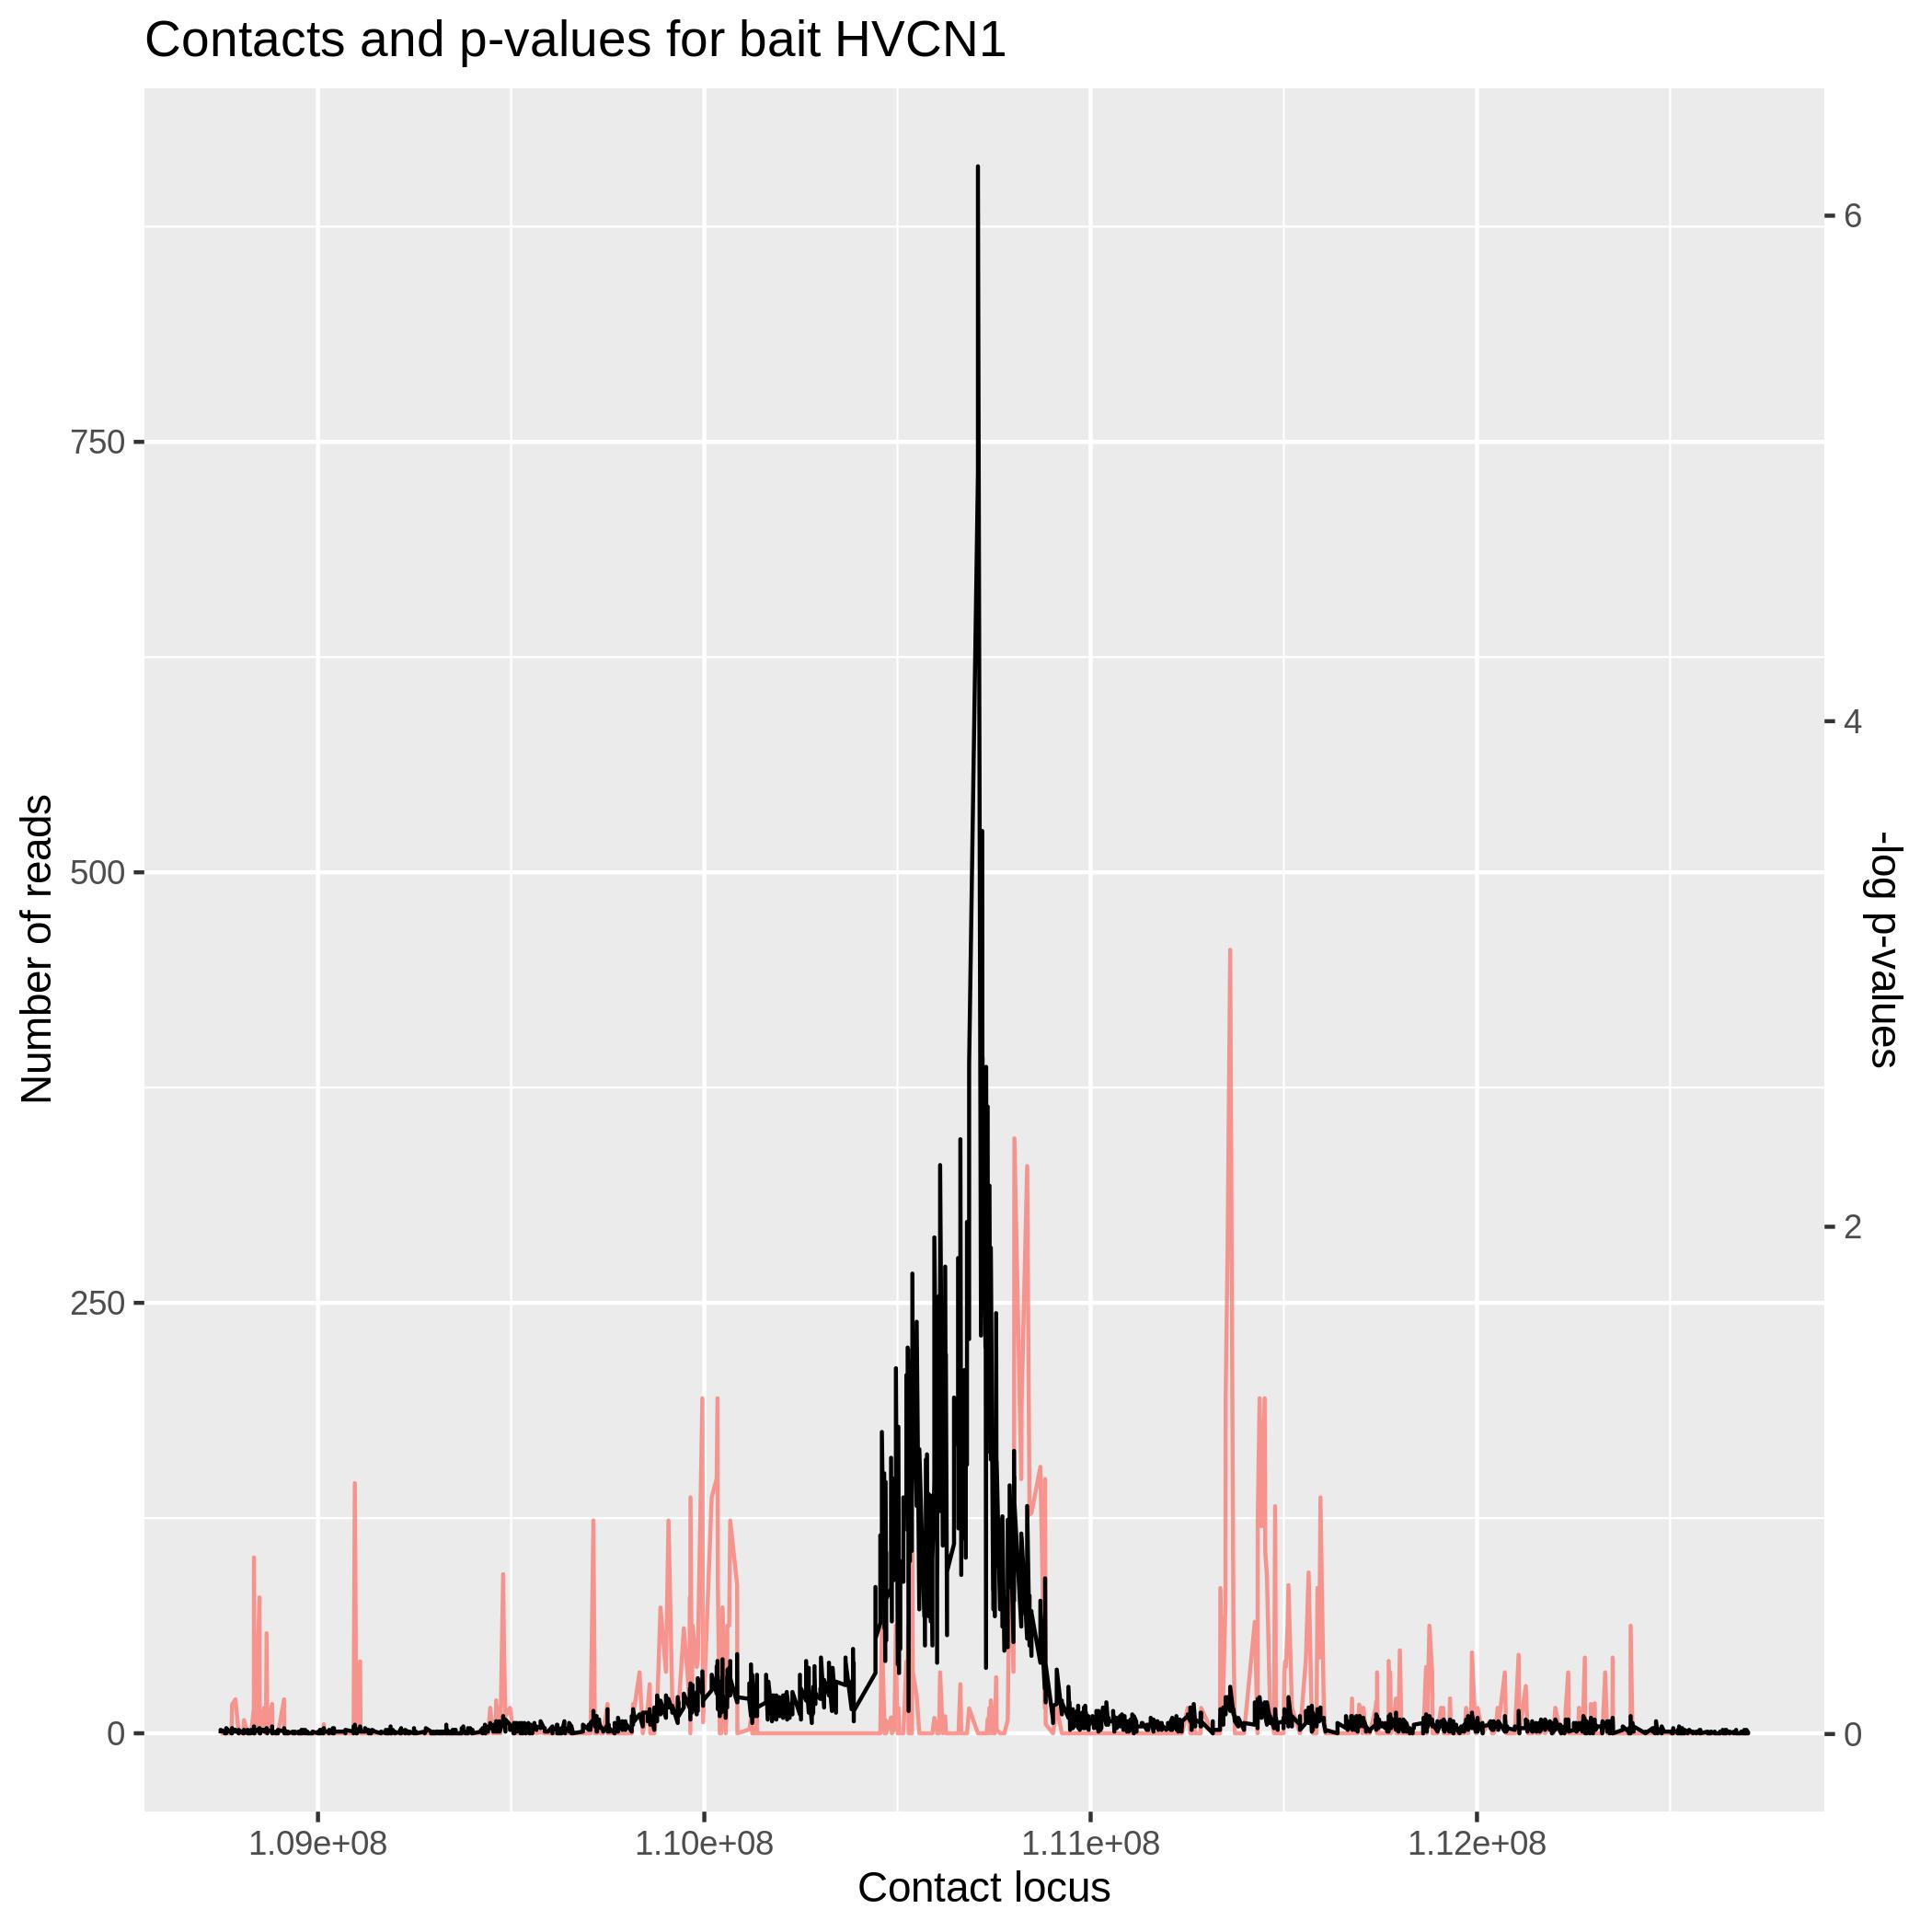 Contacts and p-values for bait HVCN1
Number of reads
750
500
250
0
6
4
2
0
-log p-values
1.09e+08
1.10e+08
1.11e+08
1.12e+08
Contact locus